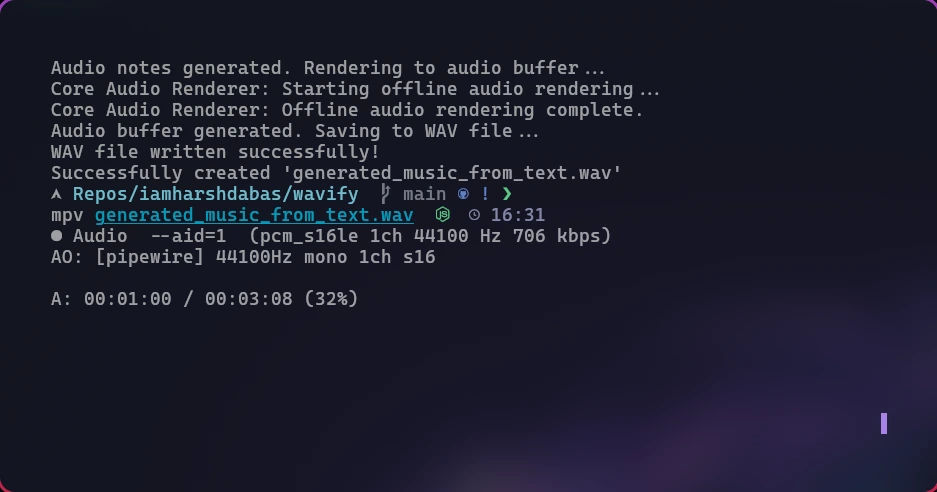 Audio notes generated. Rendering to audio buffer...
Core Audio Renderer: Starting offline audio rendering...
Core Audio Renderer: Offline audio rendering complete.
Audio buffer generated. Saving to WAV file...
WAV file written successfully!
Successfully created 'generated_music_from_text.wav'
Repos/iamharshdabas/wavify main ! ❯
mpv generated_music_from_text.wav 16:31
● Audio --aid=1 (pcm_s16le 1ch 44100 Hz 706 kbps)
AO: [pipewire] 44100Hz mono 1ch s16
A: 00:01:00 / 00:03:08 (32%)